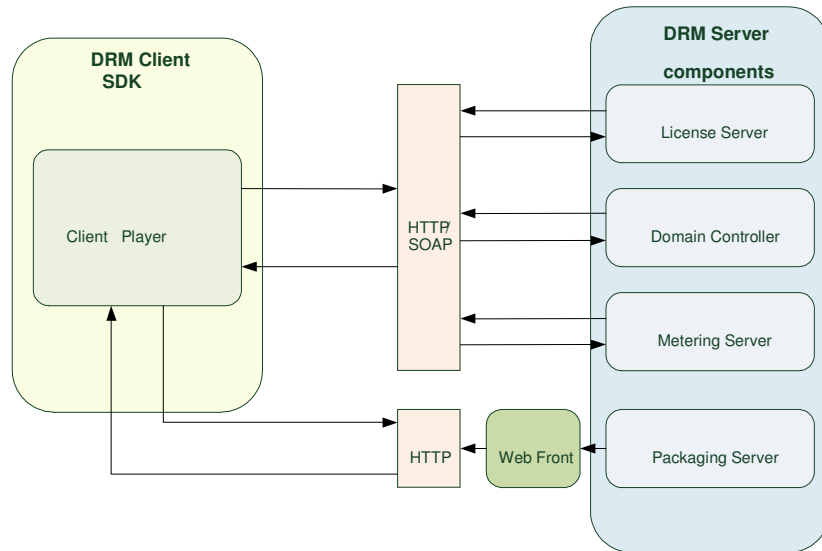 DRM Client
SDK
DRM Server
components
License Server
Client Player
HTTP/
SOAP
Domain Controller
Metering Server
HTTP
Web Front
Packaging Server